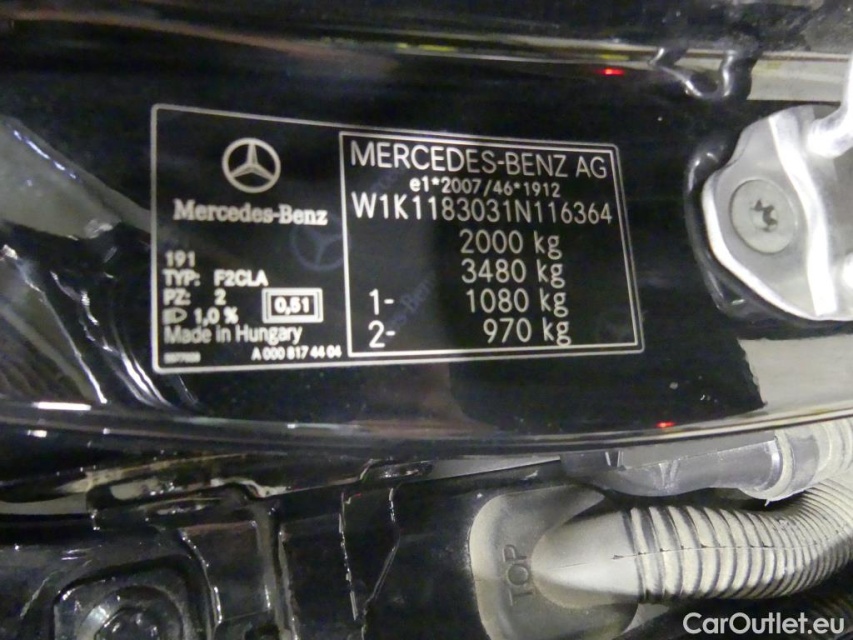 Mercedes-Benz
191
TYP: F2CLA
PZ: 2
0,51
1,0 %
Made in Hungary
A 000 817 44 04
MERCEDES-BENZ AG
e1*2007/46*1912
W1K1183031N116364
2000 kg
3480 kg
1- 1080 kg
2- 970 kg
TOP
CarOutlet.eu